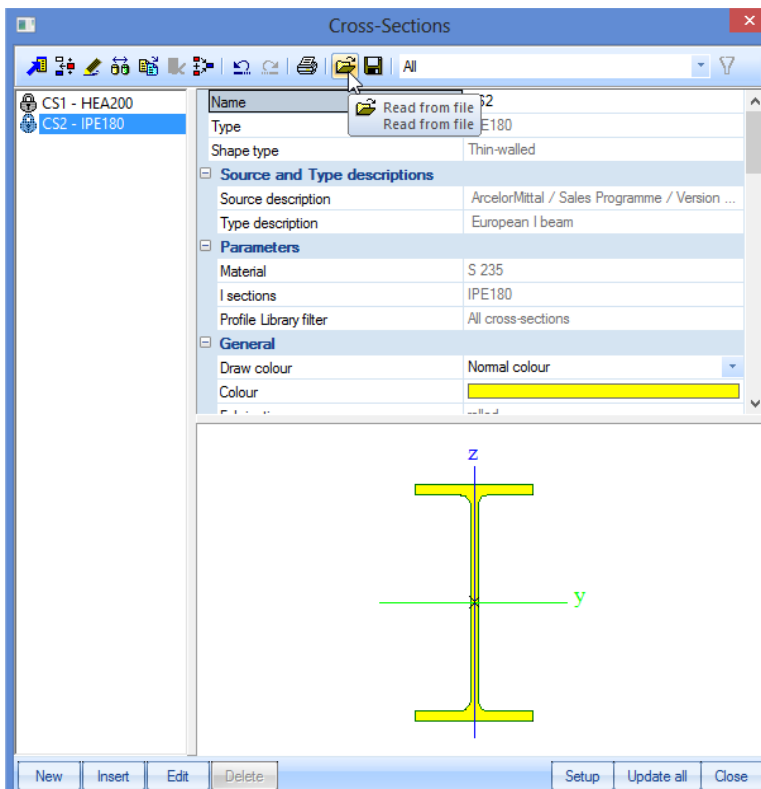 Cross-Sections
All
CS1 - HEA200
CS2 - IPE180
Name
Read from file
Read from file
Type
Shape type Thin-walled
Source and Type descriptions
Source description ArcelorMittal / Sales Programme / Version ...
Type description European I beam
Parameters
Material S 235
I sections IPE180
Profile Library filter All cross-sections
General
Draw colour Normal colour
Colour
z
y
New Insert Edit Delete Setup Update all Close